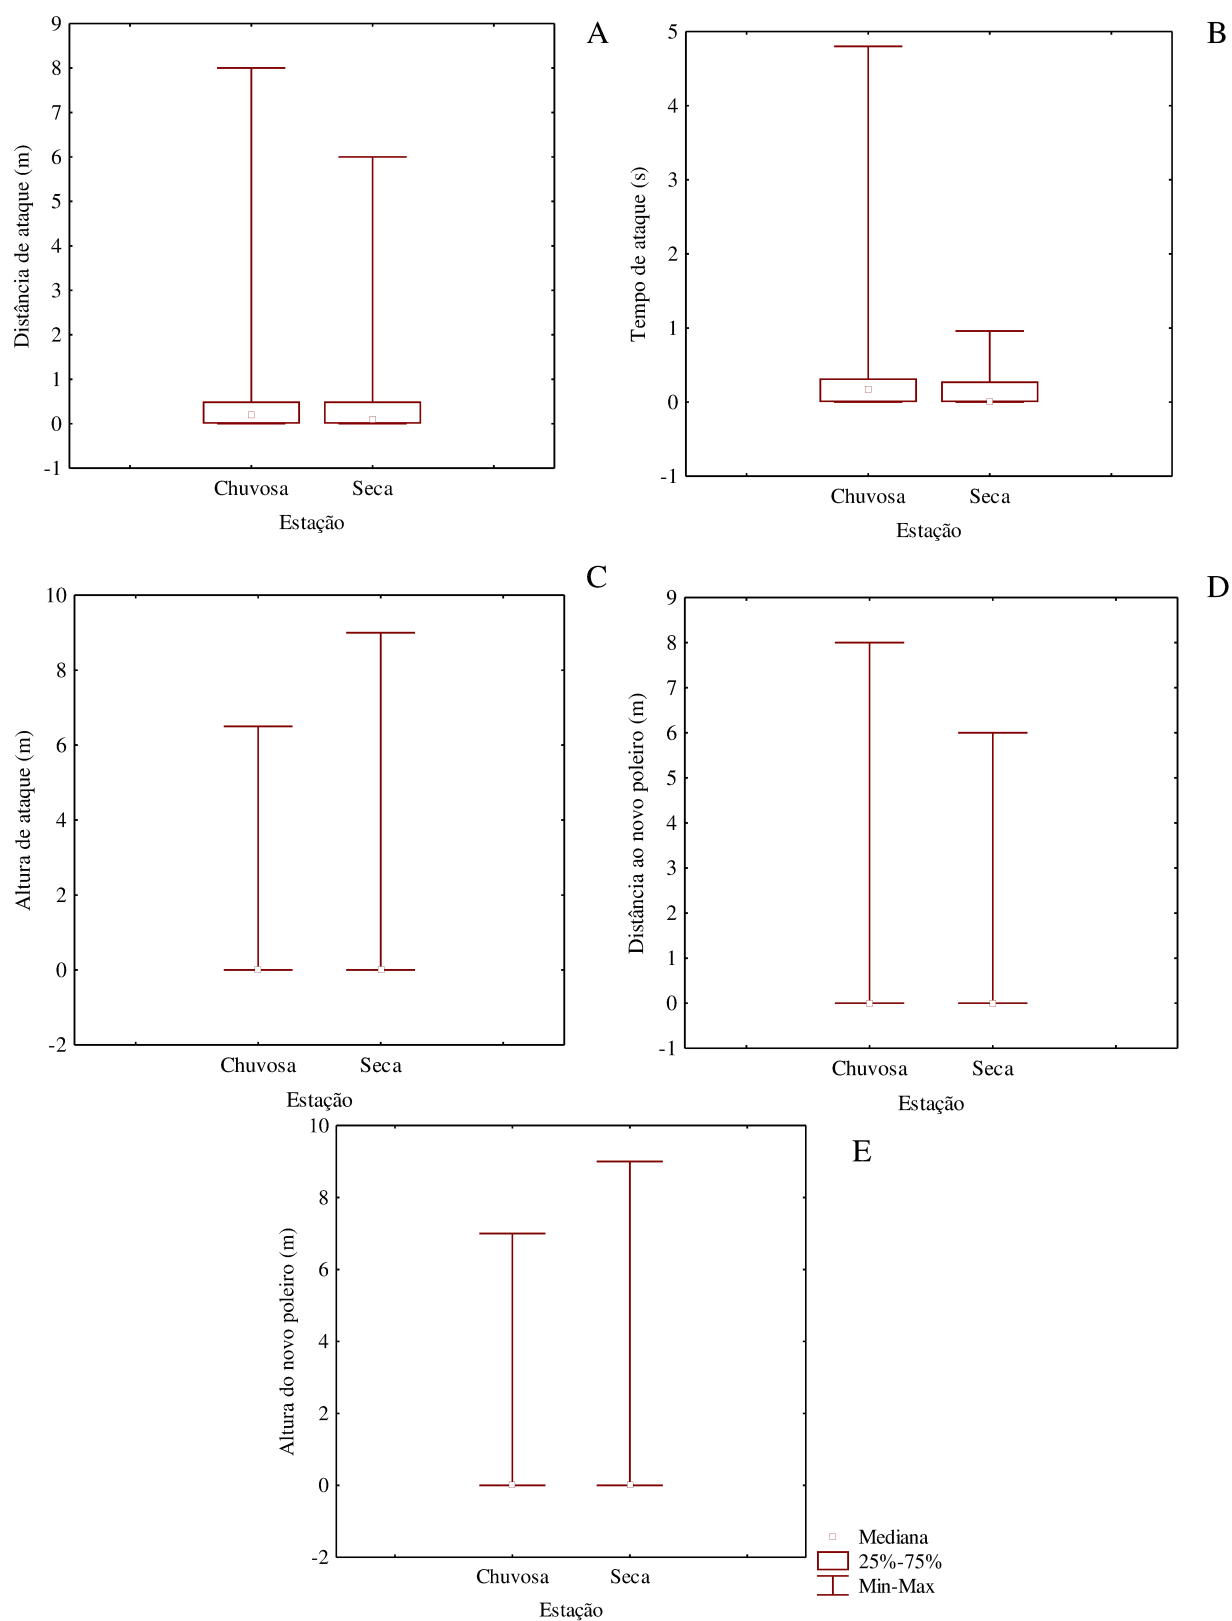 A
9
8
7
6
5
4
3
2
1
0
-1
Distância de ataque (m)
Chuvosa Seca
Estação
B
5
4
3
2
1
0
-1
Tempo de ataque (s)
Chuvosa Seca
Estação
C
10
8
6
4
2
0
-2
Altura de ataque (m)
Chuvosa Seca
Estação
D
9
8
7
6
5
4
3
2
1
0
-1
Distância ao novo poleiro (m)
Chuvosa Seca
Estação
E
10
8
6
4
2
0
-2
Altura do novo poleiro (m)
Chuvosa Seca
Estação
Mediana
25%-75%
Min-Max